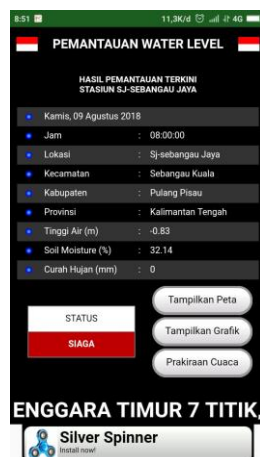 8:51 11,3K/d 4G
PEMANTAUAN WATER LEVEL
HASIL PEMANTAUAN TERKINI
STASIUN SJ-SEBANGAU JAYA
Kamis, 09 Agustus 2018
Jam : 08:00:00
Lokasi : Sj-sebangau Jaya
Kecamatan : Sebangau Kuala
Kabupaten : Pulang Pisau
Provinsi : Kalimantan Tengah
Tinggi Air (m) : -0.83
Soil Moisture (%) : 32.14
Curah Hujan (mm) : 0
STATUS
SIAGA
Tampilkan Peta
Tampilkan Grafik
Prakiraan Cuaca
ENGGARA TIMUR 7 TITIK,
Silver Spinner
Install now!